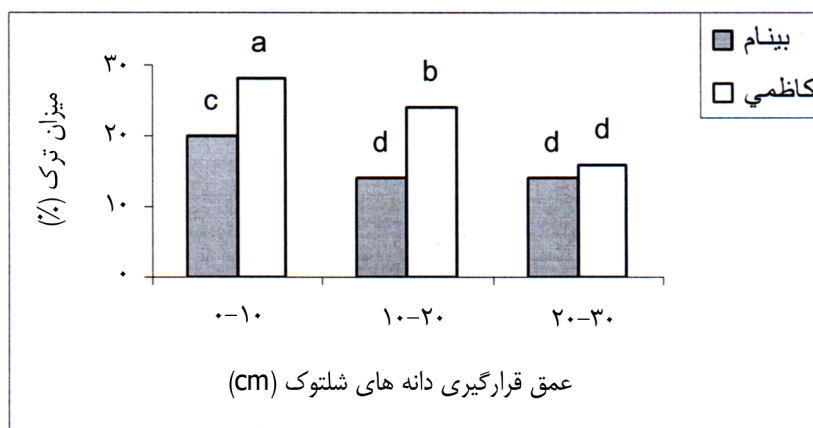 بینام
کاظمي
میزان ترک (%)
۳۰
۲۰
۱۰
۰
a
c
b
d
d
d
۰-۱۰
۱۰-۲۰
۲۰-۳۰
عمق قرارگیری دانه های شلتوک (cm)